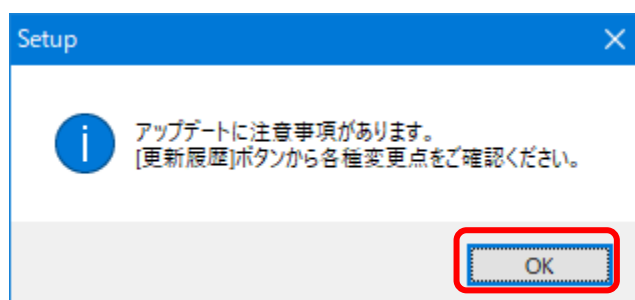 Setup
アップデートに注意事項があります。
[更新履歴]ボタンから各種変更点をご確認ください。
OK